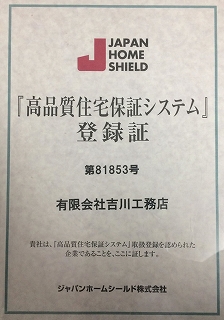 JAPAN
HOME
SHIELD
『高品質住宅保証システム』
登録証
第81853号
有限会社吉川工務店
貴社は、『高品質住宅保証システム』取扱登録を認められた
企業であることを、ここに証します。
ジャパンホームシールド株式会社